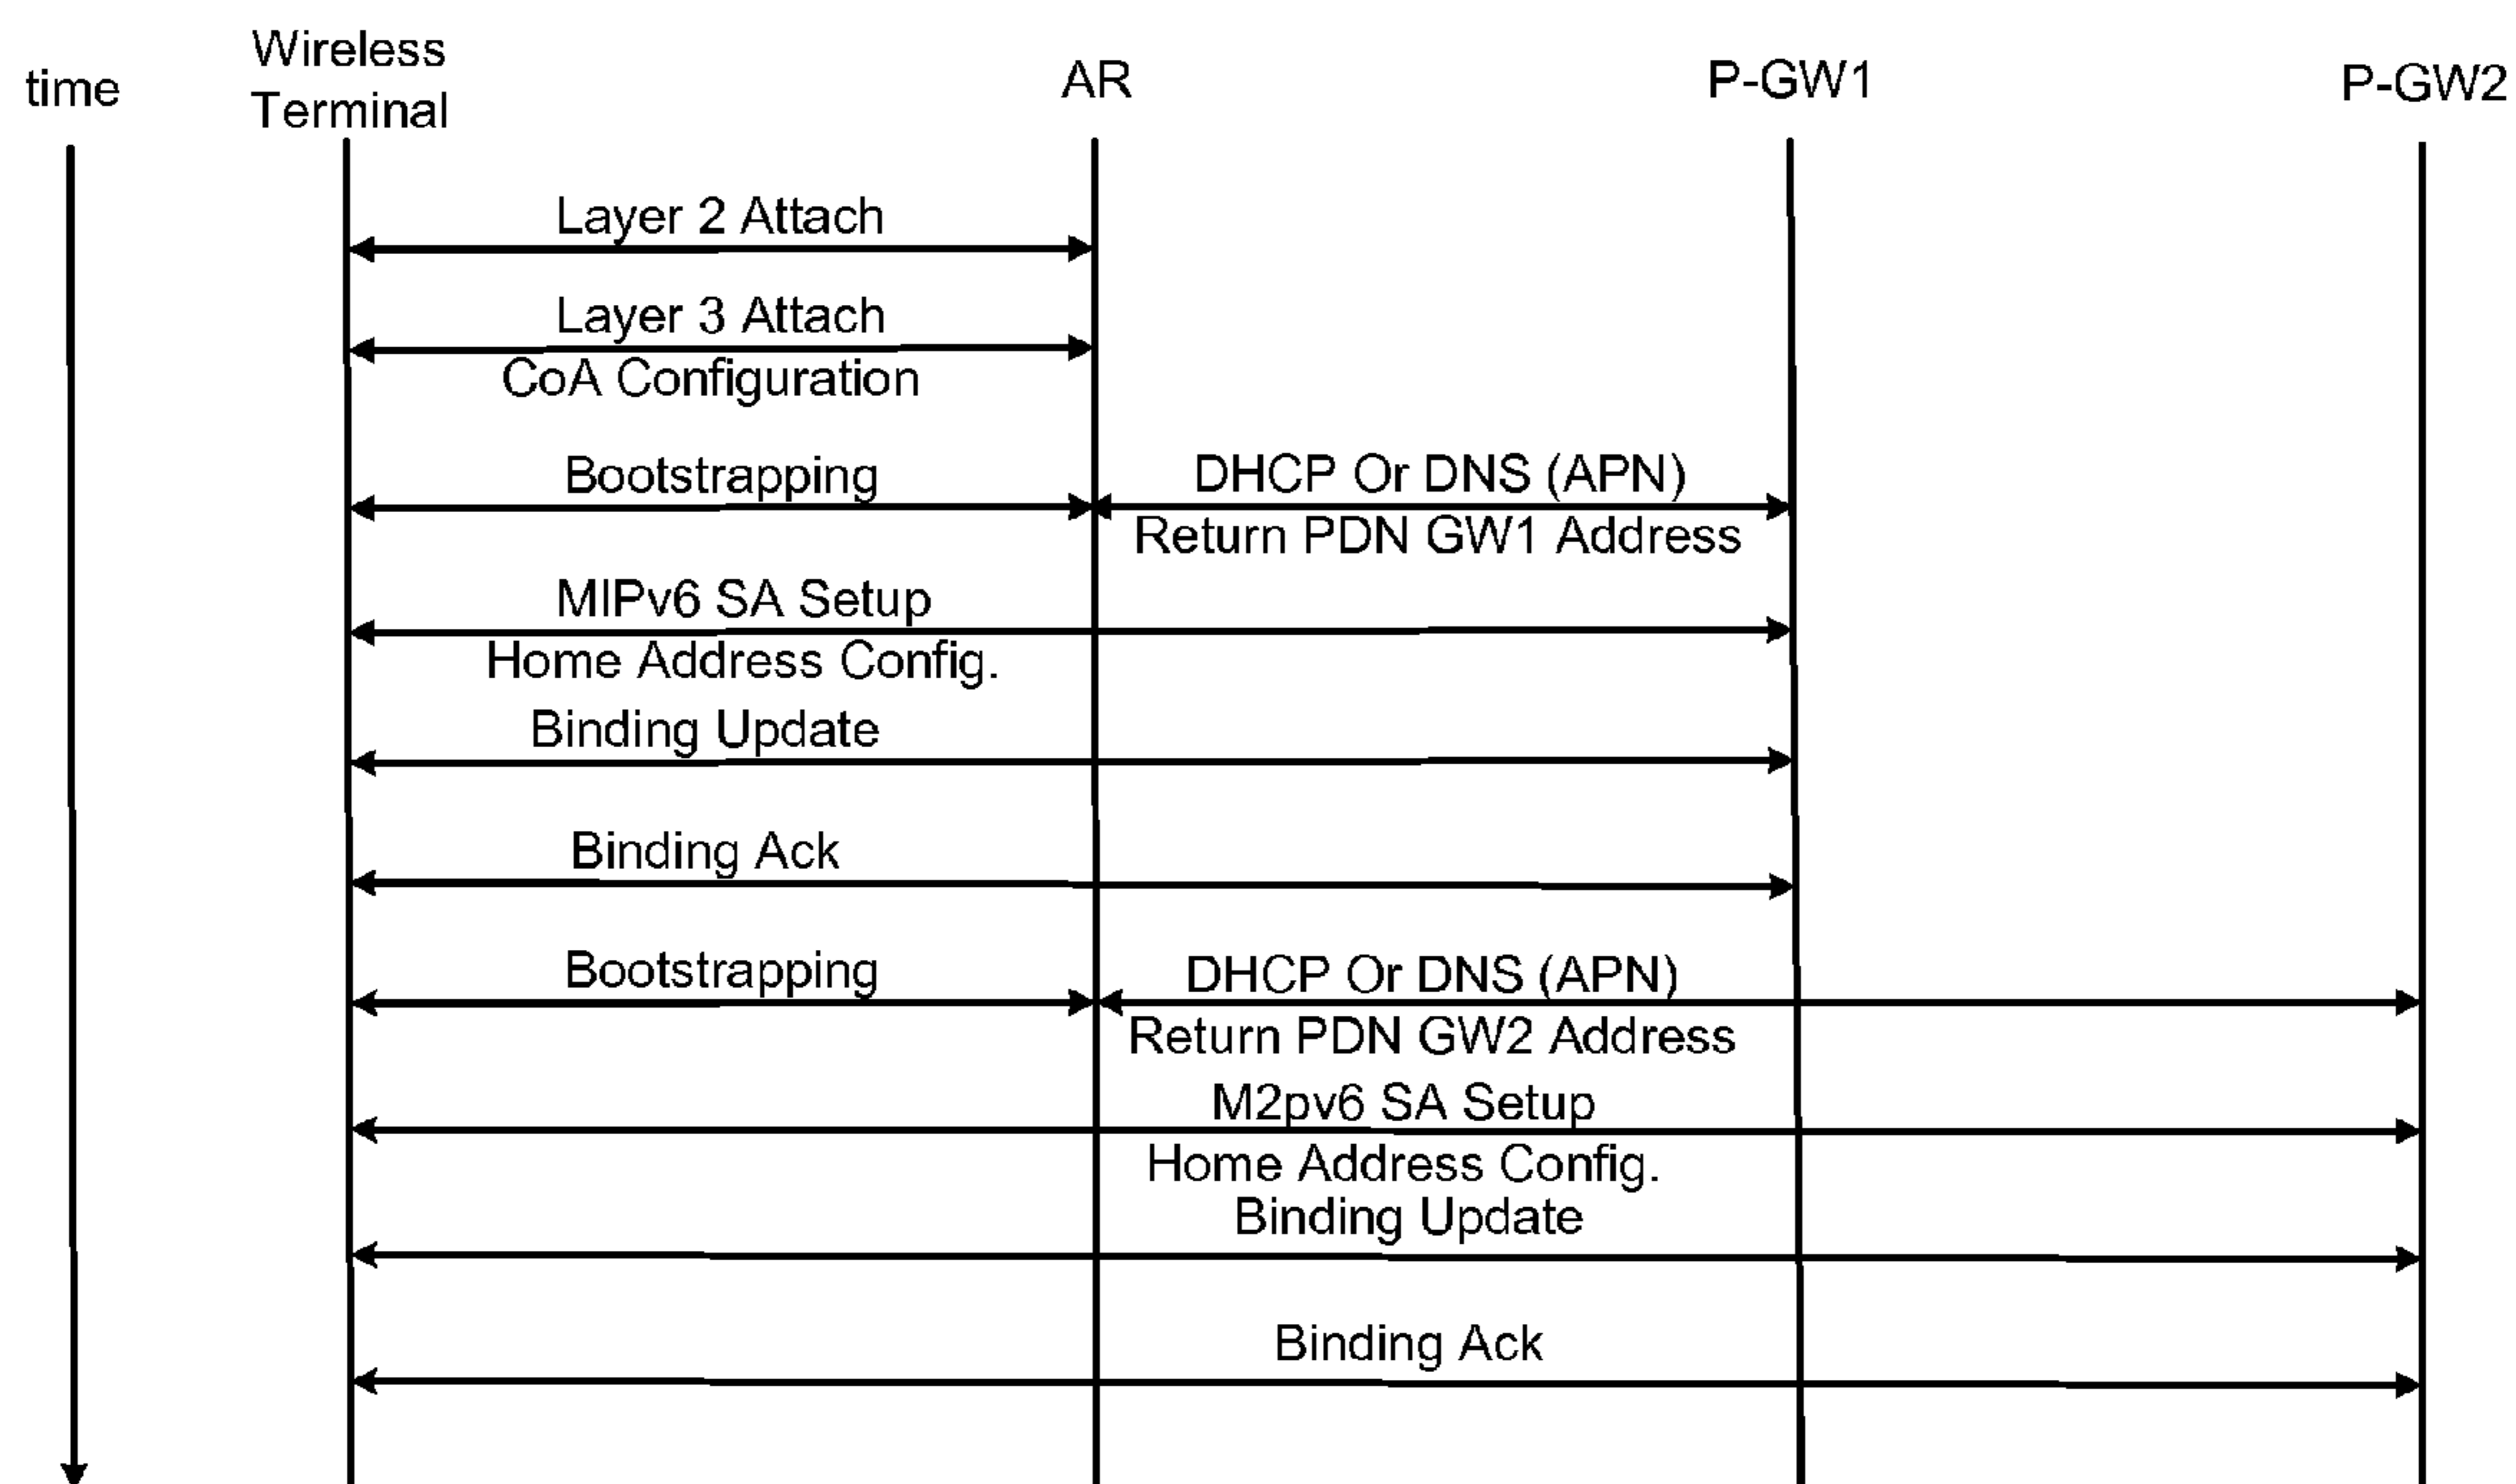 time
Wireless
Terminal
AR
P-GW1
P-GW2
Layer 2 Attach
Layer 3 Attach
CoA Configuration
Bootstrapping
DHCP Or DNS (APN)
Return PDN GW1 Address
MIPv6 SA Setup
Home Address Config.
Binding Update
Binding Ack
Bootstrapping
DHCP Or DNS (APN)
Return PDN GW2 Address
M2pv6 SA Setup
Home Address Config.
Binding Update
Binding Ack